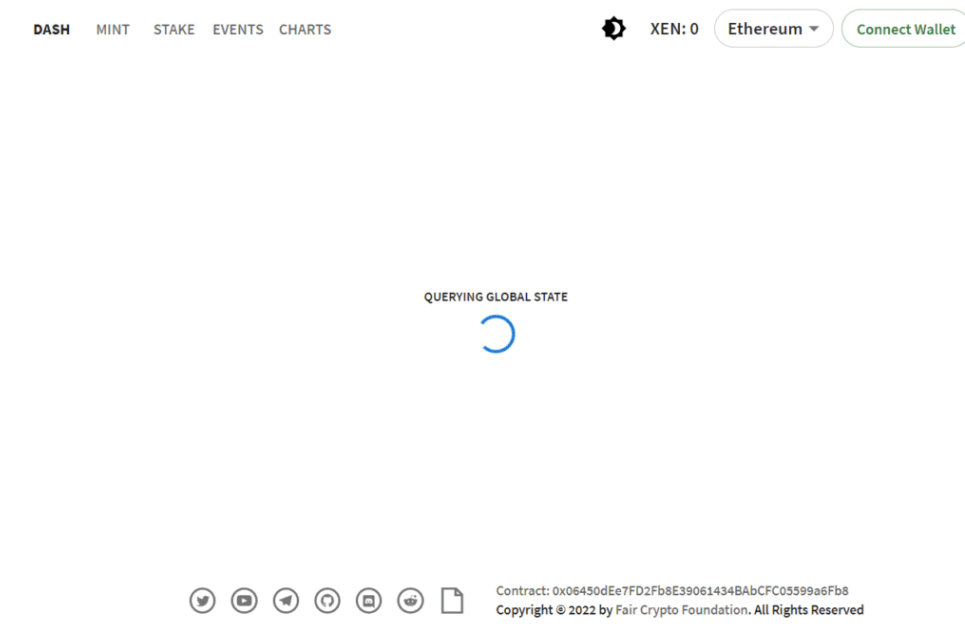 DASH MINT STAKE EVENTS CHARTS XEN: 0 Ethereum Connect Wallet
QUERYING GLOBAL STATE
Contract: 0x06450dEe7FD2Fb8E39061434BAbCFC05599a6Fb8
Copyright © 2022 by Fair Crypto Foundation. All Rights Reserved